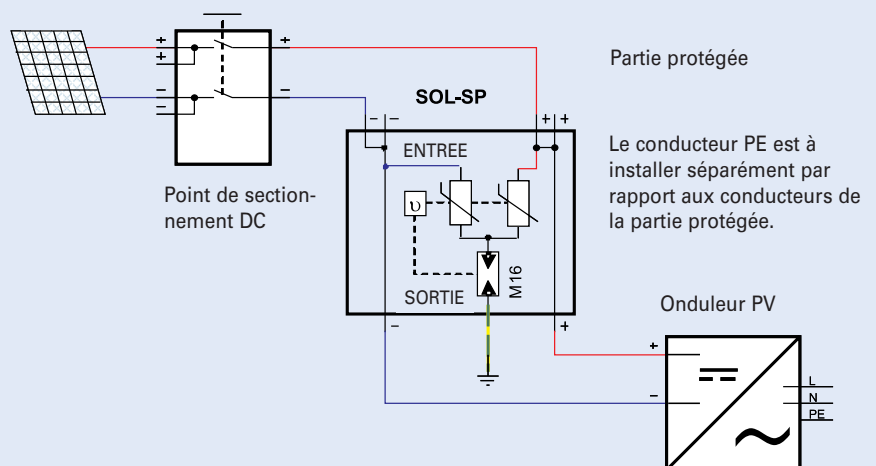 +
+
+
-
-
-
Partie protégée
SOL-SP
- -
+ +
ENTREE
Le conducteur PE est à
installer séparément par
rapport aux conducteurs de
la partie protégée.
Point de section-
nement DC
υ
M16
SORTIE
-
+
Onduleur PV
+
-
L
N
PE